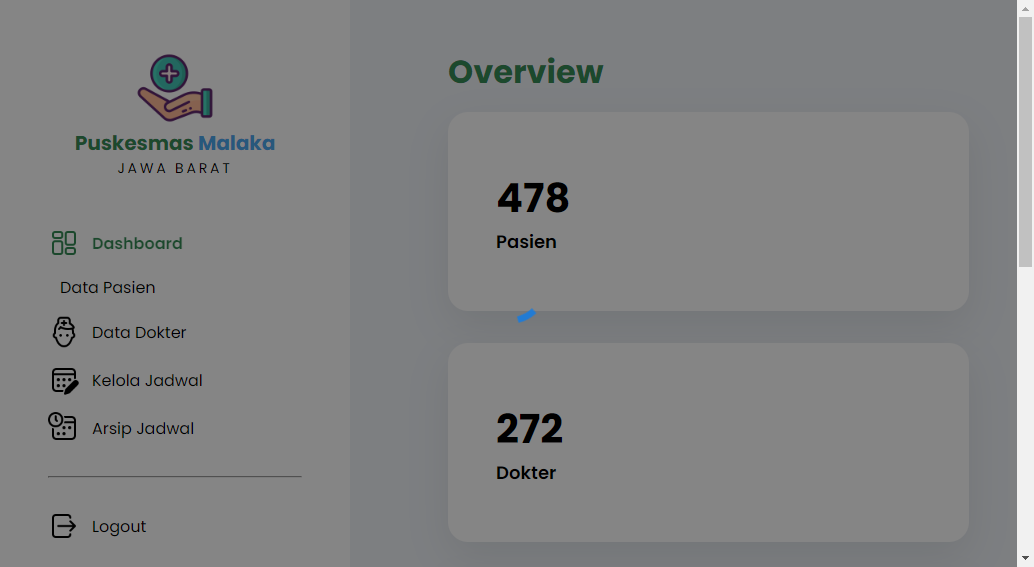 Puskesmas Malaka
JAWA BARAT
Dashboard
Data Pasien
Data Dokter
Kelola Jadwal
Arsip Jadwal
Logout
Overview
478
Pasien
272
Dokter